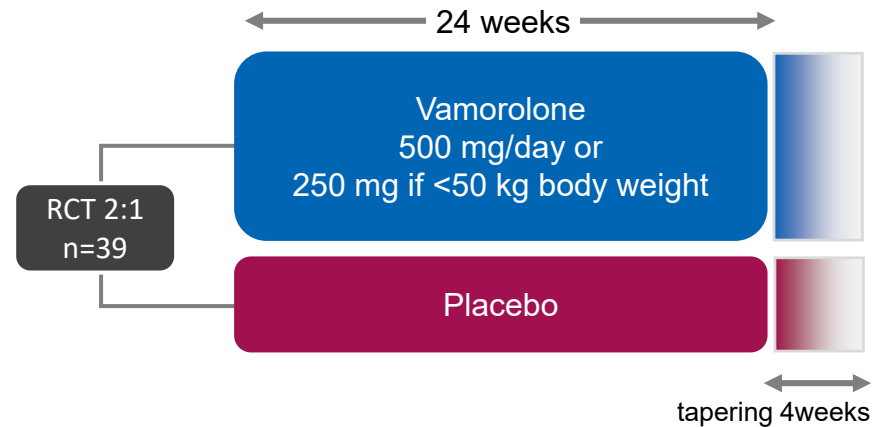 24 weeks
Vamorolone
500 mg/day or
250 mg if <50 kg body weight
RCT 2:1
n=39
Placebo
tapering 4weeks